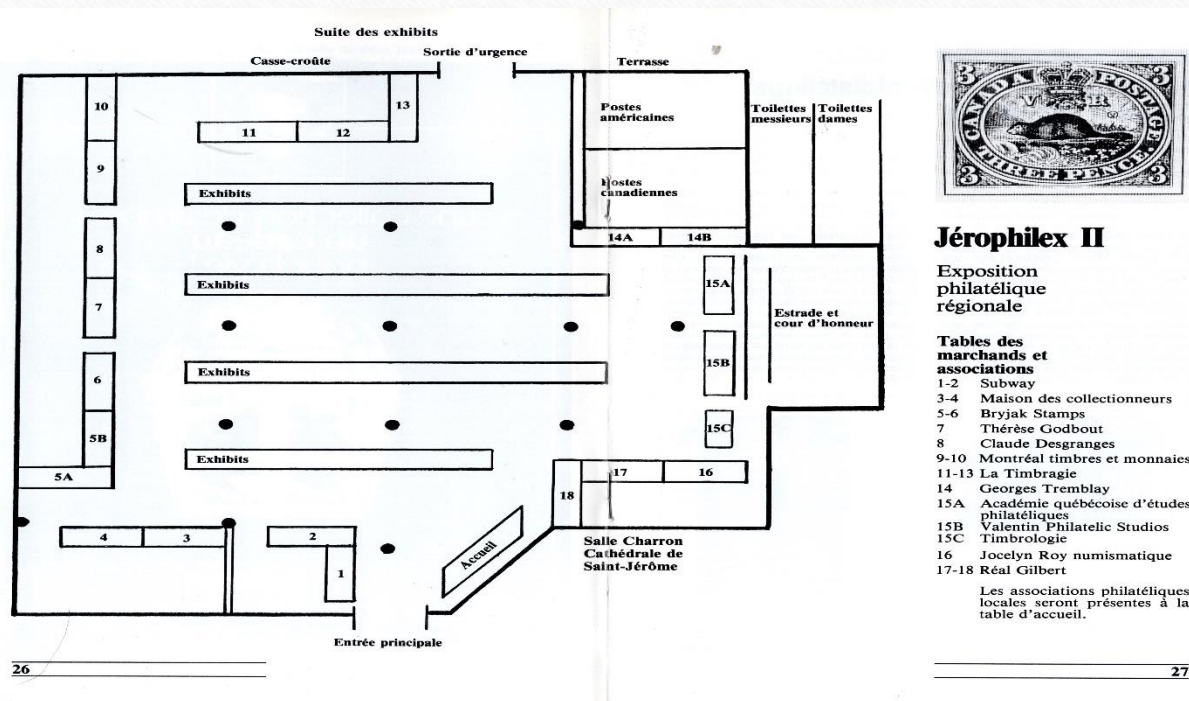 Suite des exhibits
Sortie d'urgence
Casse-croûte
Terrasse
10
13
11
12
9
Postes
américaines
Toilettes
messieurs
Toilettes
dames
Exhibits
Postes
canadiennes
8
14A
14B
7
Exhibits
15A
Estrade et
cour d'honneur
6
Exhibits
15B
5B
15C
5A
Exhibits
17
16
18
4
3
2
1
Accueil
Salle Charron
Cathédrale de
Saint-Jérôme
Entrée principale
26
3
3
CANADA POSTAGE
V R
THREE PENCE
3
3
Jérophilex II
Exposition
philatélique
régionale
Tables des
marchands et
associations
1-2 Subway
3-4 Maison des collectionneurs
5-6 Bryjak Stamps
7 Thérèse Godbout
8 Claude Desgranges
9-10 Montréal timbres et monnaies
11-13 La Timbragie
14 Georges Tremblay
15A Académie québécoise d'études
philatéliques
15B Valentin Philatelic Studios
15C Timbrologie
16 Jocelyn Roy numismatique
17-18 Réal Gilbert
Les associations philatéliques
locales seront présentes à la
table d'accueil.
27